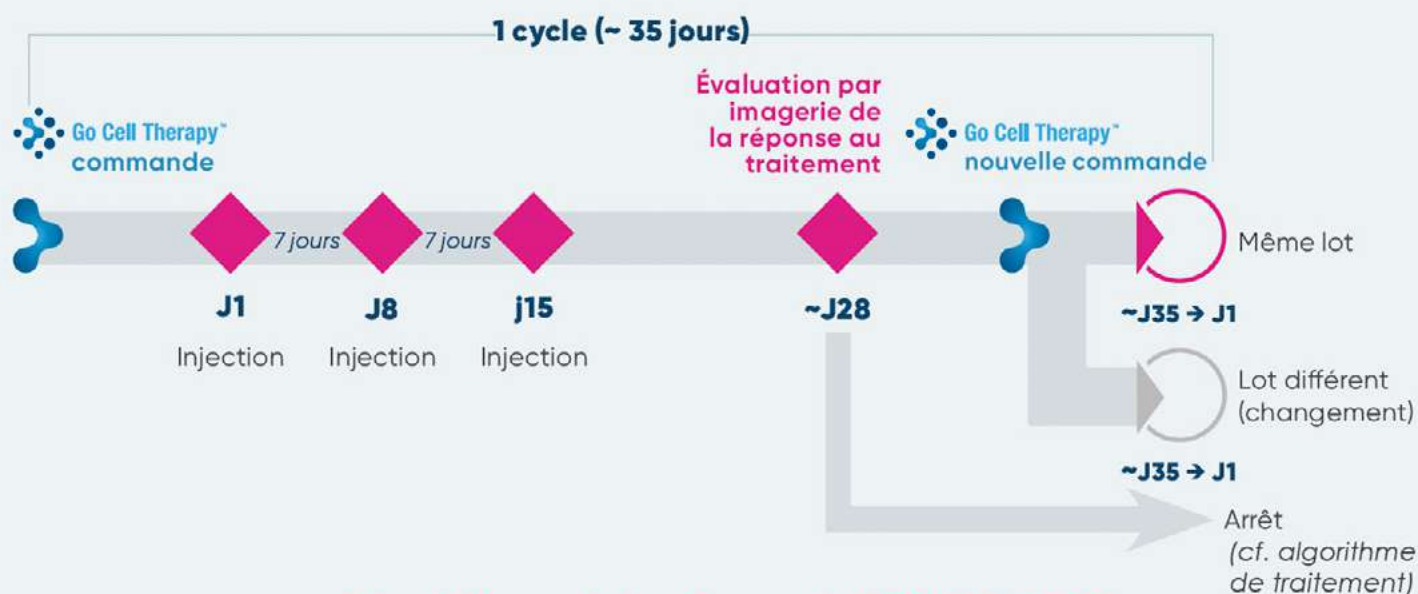 1 cycle (~ 35 jours)
Go Cell Therapy™
commande
Évaluation par
imagerie de
la réponse au
traitement
Go Cell Therapy™
nouvelle commande
7 jours
7 jours
Même lot
J1
J8
j15
~J28
~J35 → J1
Injection
Injection
Injection
Lot différent
(changement)
~J35 → J1
Arrêt
(cf. algorithme
de traitement)